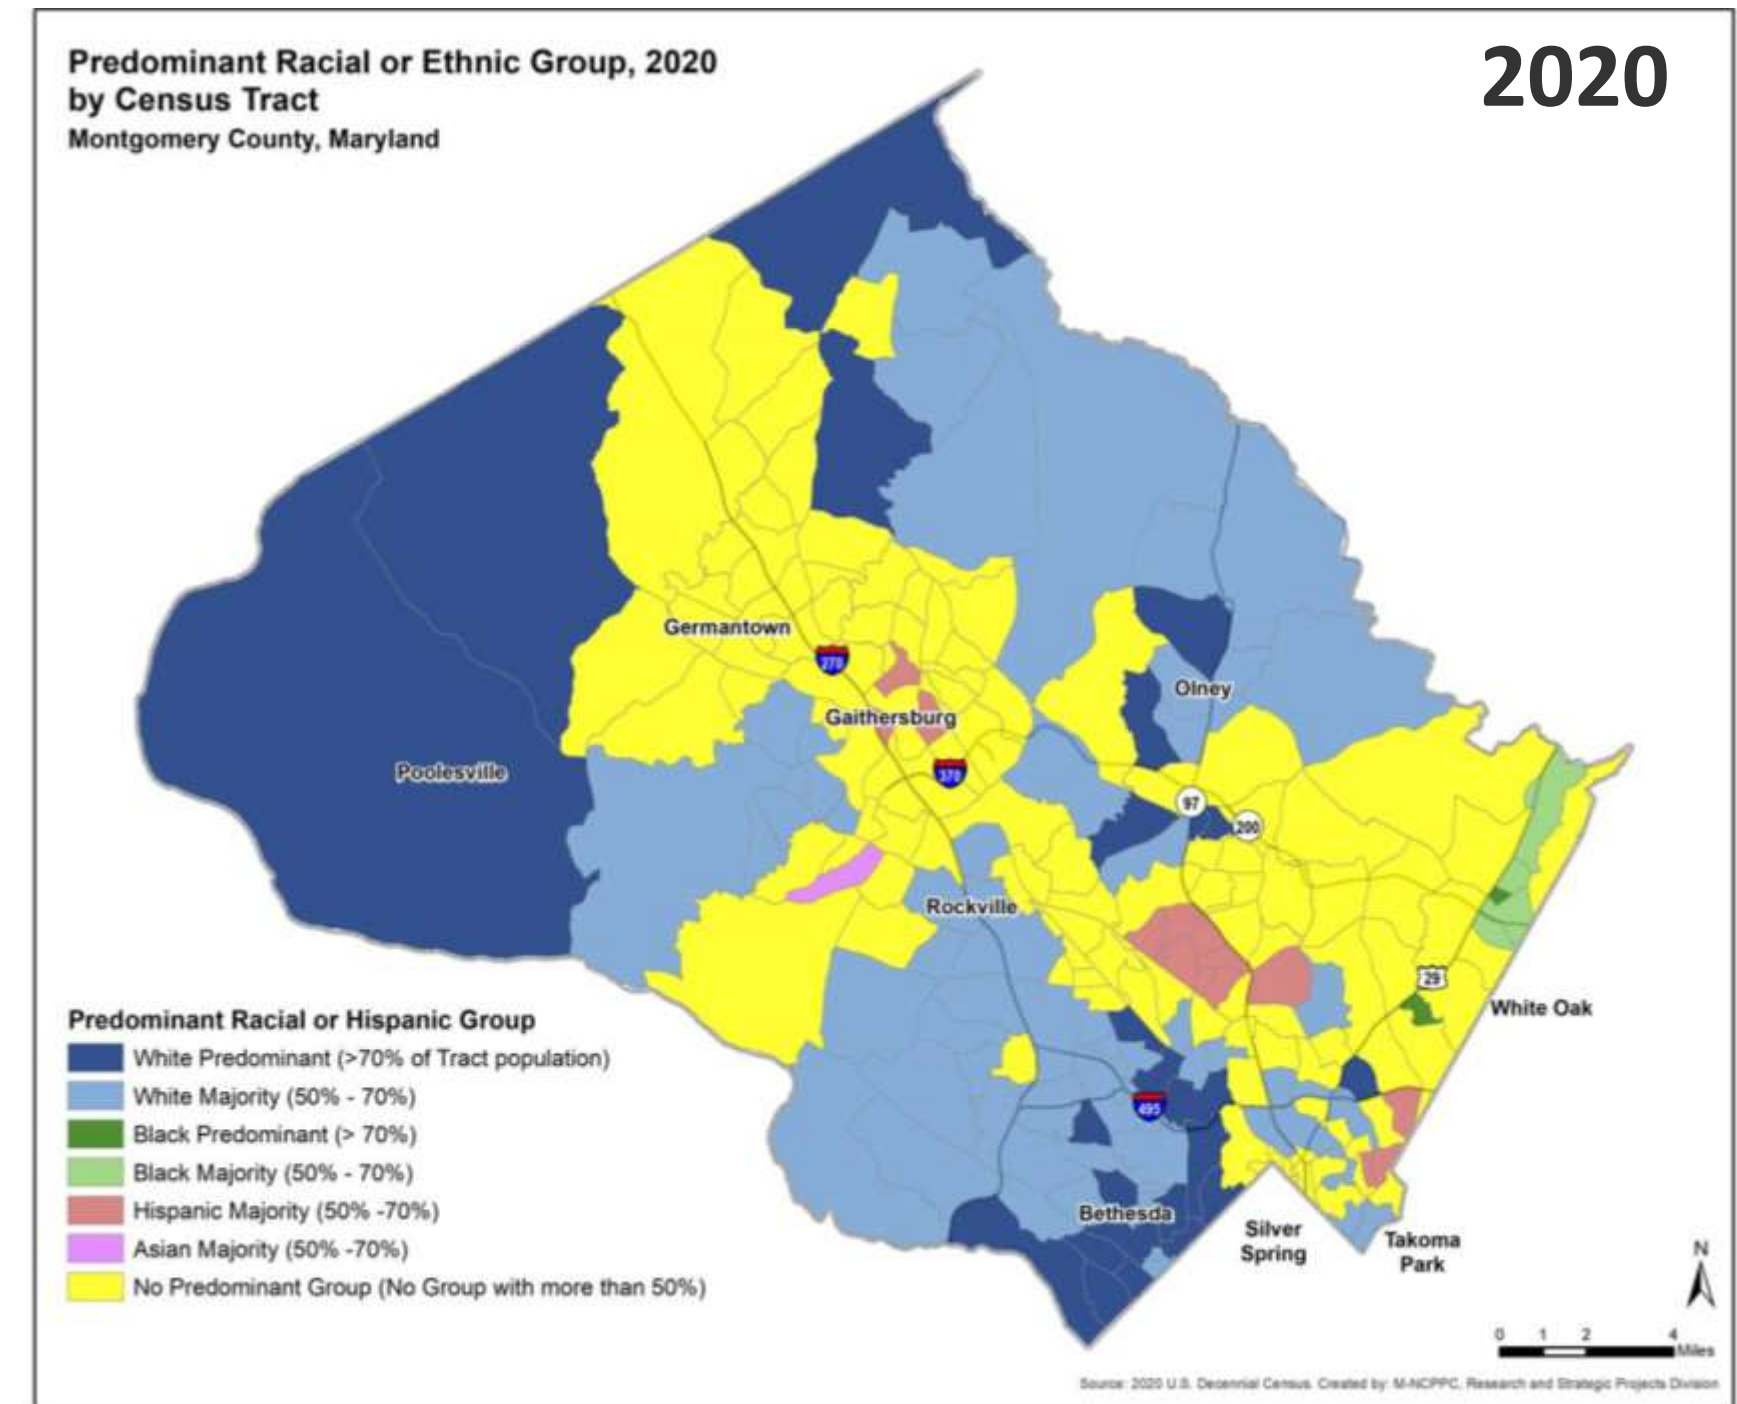 Predominant Racial or Ethnic Group, 2020
by Census Tract
Montgomery County, Maryland
2020
Germantown
270
Olney
Gaithersburg
Poolesville
370
97
200
Rockville
29
White Oak
495
Bethesda
Silver
Spring
Takoma
Park
Predominant Racial or Hispanic Group
White Predominant (>70% of Tract population)
White Majority (50% - 70%)
Black Predominant (> 70%)
Black Majority (50% - 70%)
Hispanic Majority (50% -70%)
Asian Majority (50% -70%)
No Predominant Group (No Group with more than 50%)
N
0 1 2 4
Miles
Source: 2020 U.S. Decennial Census. Created by: M-NCPPC, Research and Strategic Projects Division